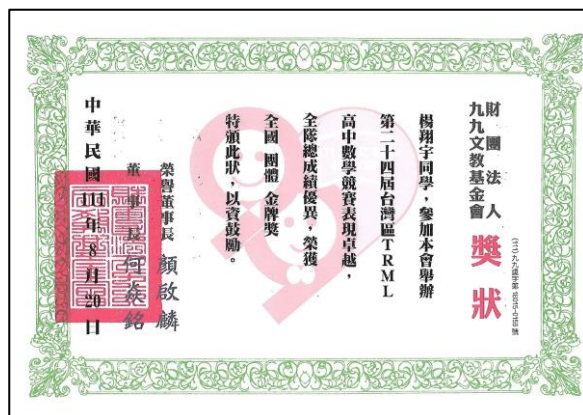 財團法人
九九文教基金會
獎狀
楊翔宇同學，參加本會舉辦
第二十四屆台灣區TRML
高中數學競賽表現卓越，
全隊總成績優異，榮獲
全國 團體 金牌獎
特頒此狀，以資鼓勵。
榮譽董事長 顏啟麟
董事長 何焱銘
中華民國 111 年 8 月 20 日